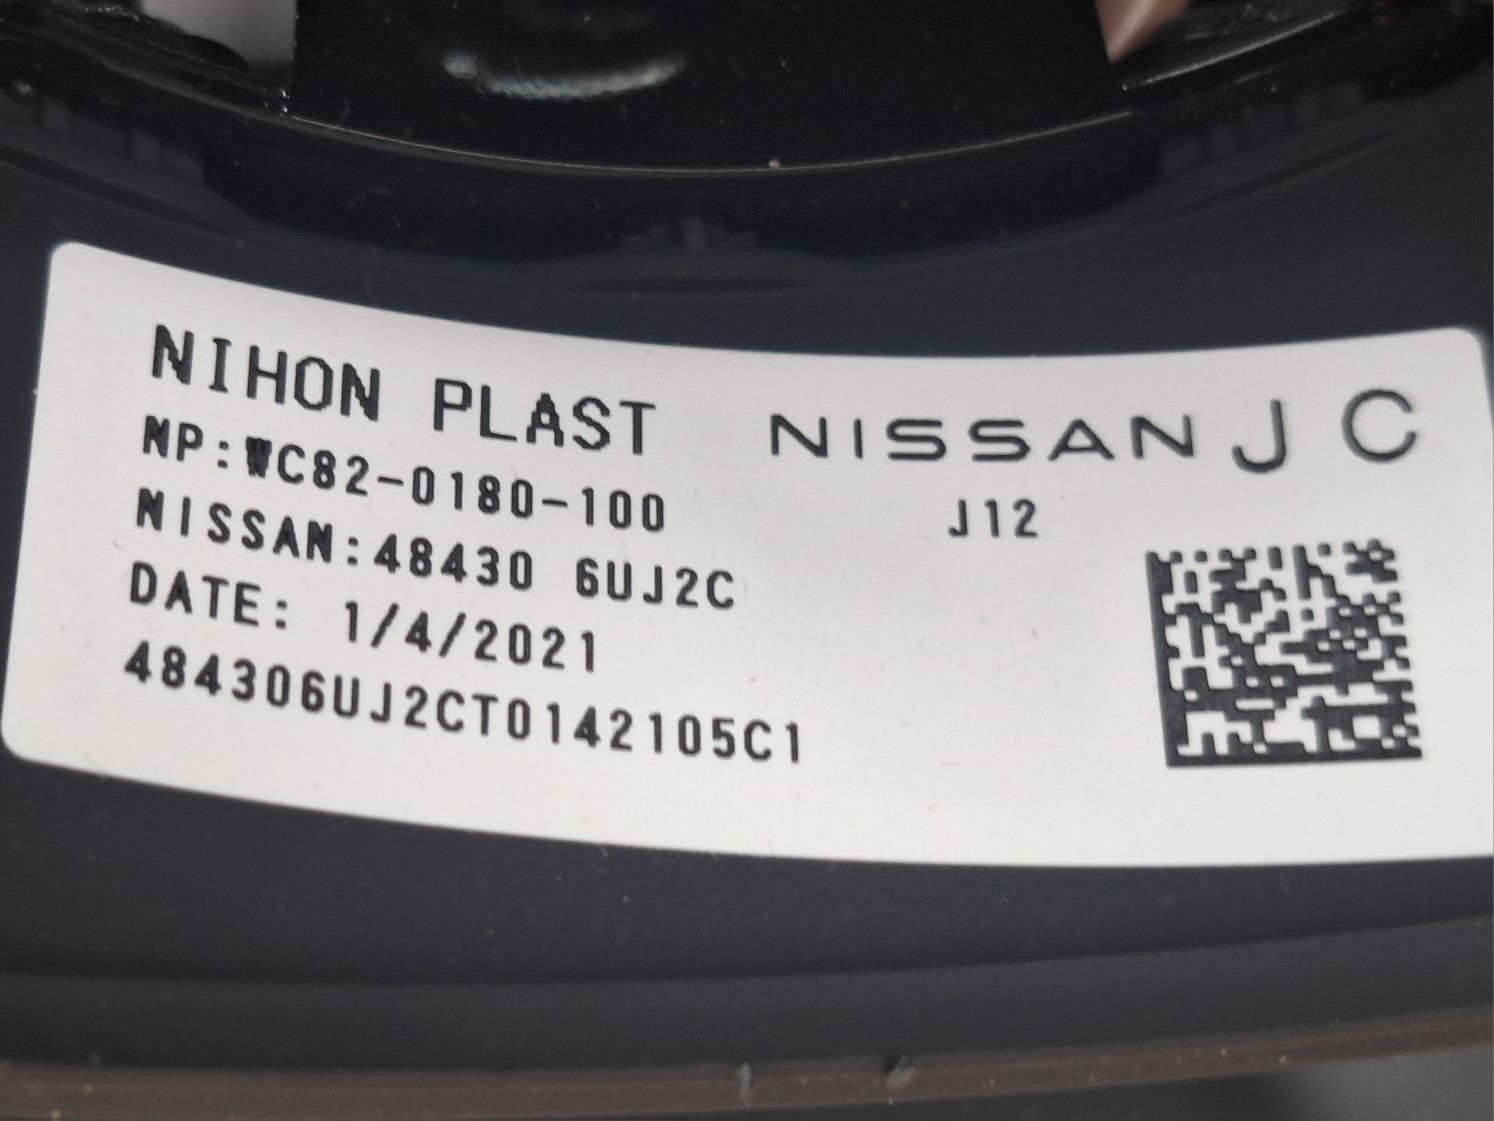 NIHON PLAST
NP:WC82-0180-100
NISSAN:48430 6UJ2C
DATE: 1/4/2021
484306UJ2CT0142105C1
NISSAN J C
J12